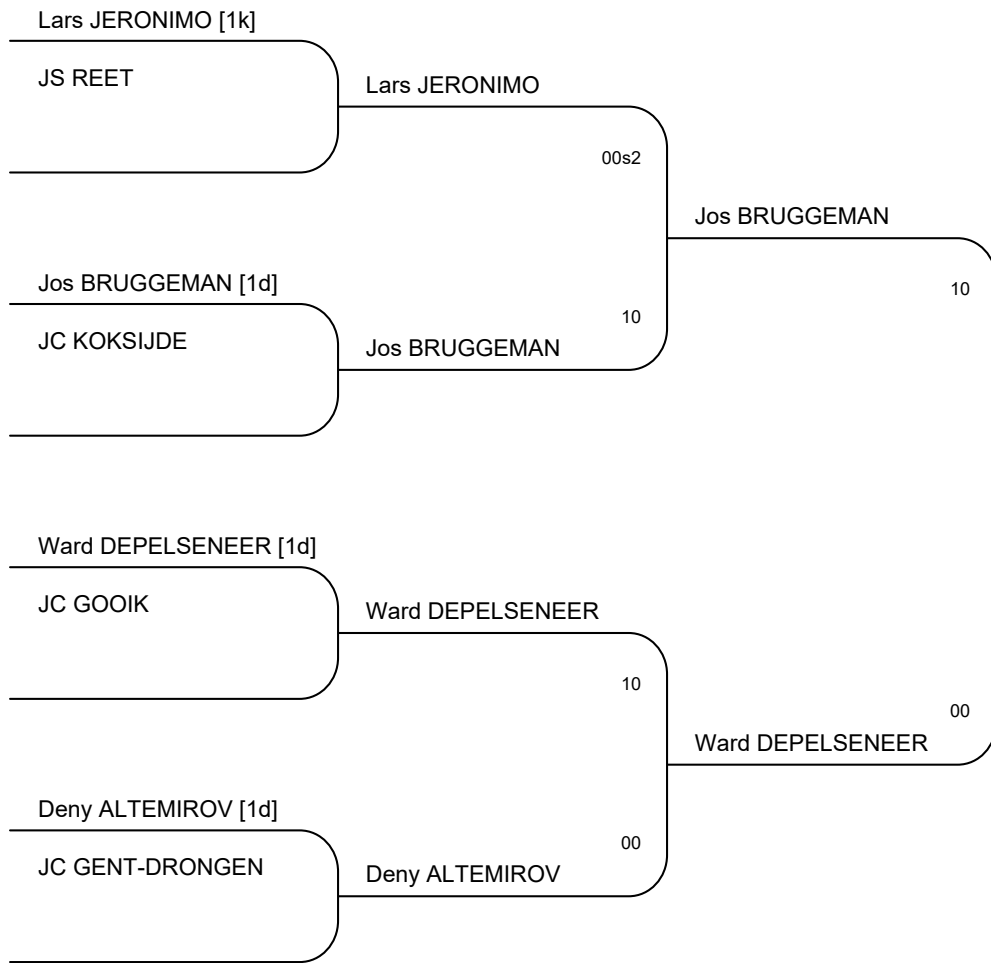 Lars JERONIMO [1k]
JS REET
Lars JERONIMO
00s2
Jos BRUGGEMAN
10
Jos BRUGGEMAN [1d]
JC KOKSIJDE
10
Jos BRUGGEMAN
Ward DEPELSENEER [1d]
JC GOOIK
Ward DEPELSENEER
10
00
Ward DEPELSENEER
Deny ALTEMIROV [1d]
JC GENT-DRONGEN
00
Deny ALTEMIROV